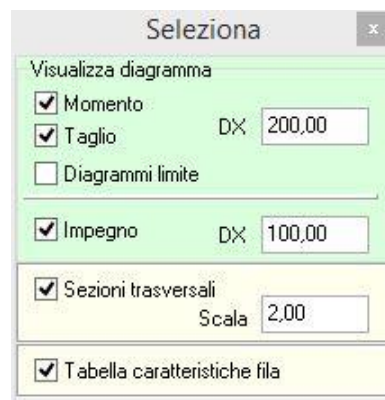 Seleziona x
Visualizza diagramma
Momento
Taglio DX 200,00
Diagrammi limite
Impegno DX 100,00
Sezioni trasversali
Scala 2,00
Tabella caratteristiche fila